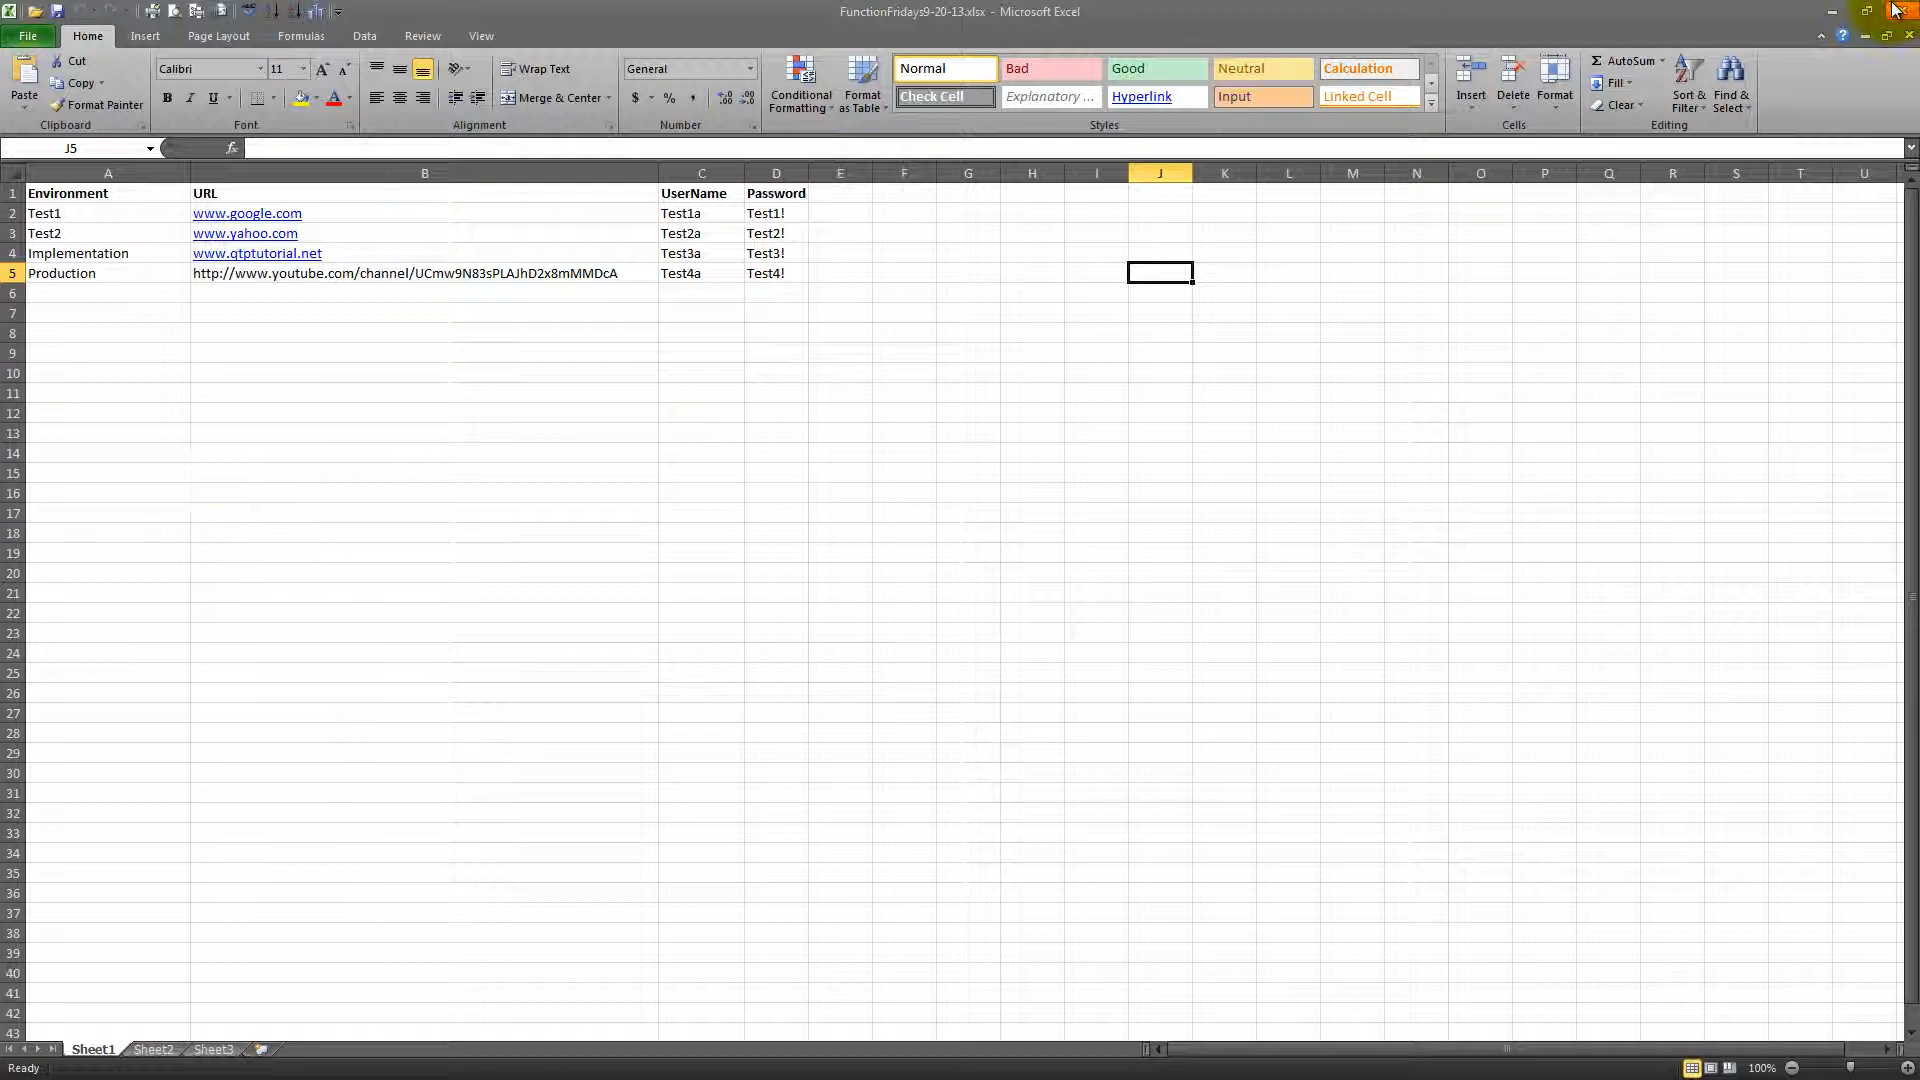 FunctionFridays9-20-13.xlsx - Microsoft Excel
File Home Insert Page Layout Formulas Data Review View
Paste Cut Copy Format Painter
Clipboard
Calibri 11
B I U
Font
Wrap Text
Merge & Center
Alignment
General
$ % ,
Number
Conditional Formatting
Format as Table
Normal Bad Good Neutral Calculation
Check Cell Explanatory ... Hyperlink Input Linked Cell
Styles
Insert Delete Format
Cells
Σ AutoSum
Fill
Clear
Sort & Filter
Find & Select
Editing
J5 fx
A B C D E F G H I J K L M N O P Q R S T U
1 Environment URL UserName Password
2 Test1 www.google.com Test1a Test1!
3 Test2 www.yahoo.com Test2a Test2!
4 Implementation www.qtptutorial.net Test3a Test3!
5 Production http://www.youtube.com/channel/UCmw9N83sPLAJhD2x8mMMDcA Test4a Test4!
6
7
8
9
10
11
12
13
14
15
16
17
18
19
20
21
22
23
24
25
26
27
28
29
30
31
32
33
34
35
36
37
38
39
40
41
42
43
Sheet1 Sheet2 Sheet3
Ready 100%